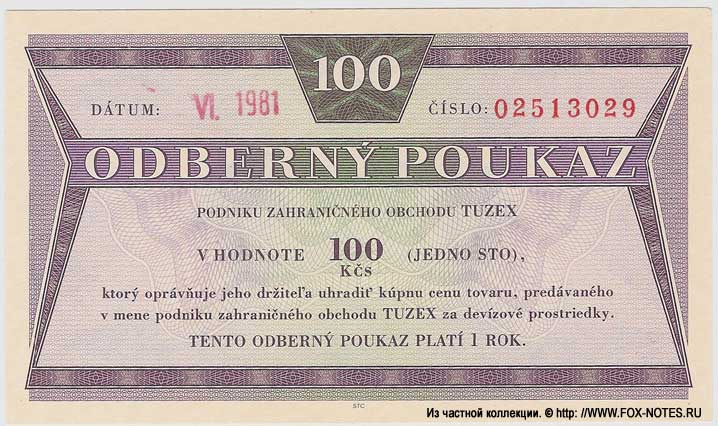 100
DÁTUM: VI. 1981 ČÍSLO: 02513029
ODBERNÝ POUKAZ
PODNIKU ZAHRANIČNÉHO OBCHODU TUZEX
V HODNOTE 100 (JEDNO STO),
Kčs
ktorý oprávňuje jeho držiteľa uhradiť kúpnu cenu tovaru, predávaného
v mene podniku zahraničného obchodu TUZEX za devízové prostriedky.
TENTO ODBERNÝ POUKAZ PLATÍ 1 ROK.
STC
Из частной коллекции. © http: //WWW.FOX-NOTES.RU